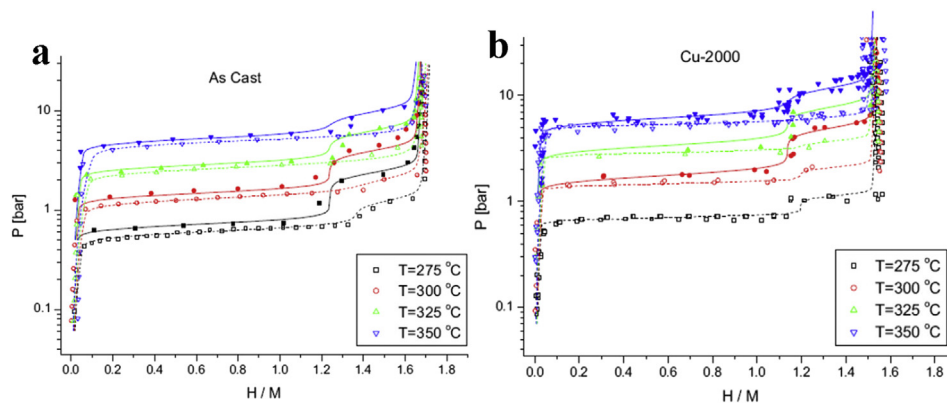 a
As Cast
P [bar]
10
1
0.1
T=275 °C
T=300 °C
T=325 °C
T=350 °C
0.0 0.2 0.4 0.6 0.8 1.0 1.2 1.4 1.6 1.8
H / M
b
Cu-2000
P [bar]
10
1
0.1
T=275 °C
T=300 °C
T=325 °C
T=350 °C
0.0 0.2 0.4 0.6 0.8 1.0 1.2 1.4 1.6 1.8
H / M